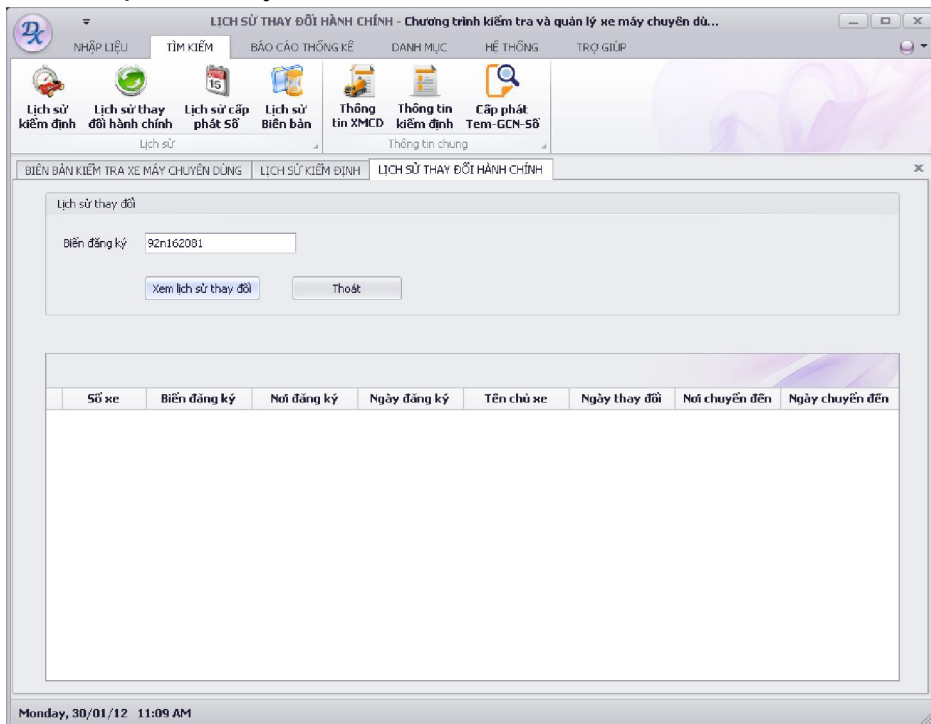 LỊCH SỬ THAY ĐỔI HÀNH CHÍNH - Chương trình kiểm tra và quản lý xe máy chuyên dù...
NHẬP LIỆU TÌM KIẾM BÁO CÁO THỐNG KÊ DANH MỤC HỆ THỐNG TRỢ GIÚP
Lịch sử kiểm định
Lịch sử thay đổi hành chính
Lịch sử cấp phát Sổ
Lịch sử Biên bản
Thông tin XMCD
Thông tin kiểm định
Cấp phát Tem-GCN-Sổ
Lịch sử Thông tin chung
BIÊN BẢN KIỂM TRA XE MÁY CHUYÊN DÙNG LỊCH SỬ KIỂM ĐỊNH LỊCH SỬ THAY ĐỔI HÀNH CHÍNH
Lịch sử thay đổi
Biển đăng ký 92n162081
Xem lịch sử thay đổi Thoát
Số xe Biển đăng ký Nơi đăng ký Ngày đăng ký Tên chủ xe Ngày thay đổi Nơi chuyển đến Ngày chuyển đến
Monday, 30/01/12 11:09 AM